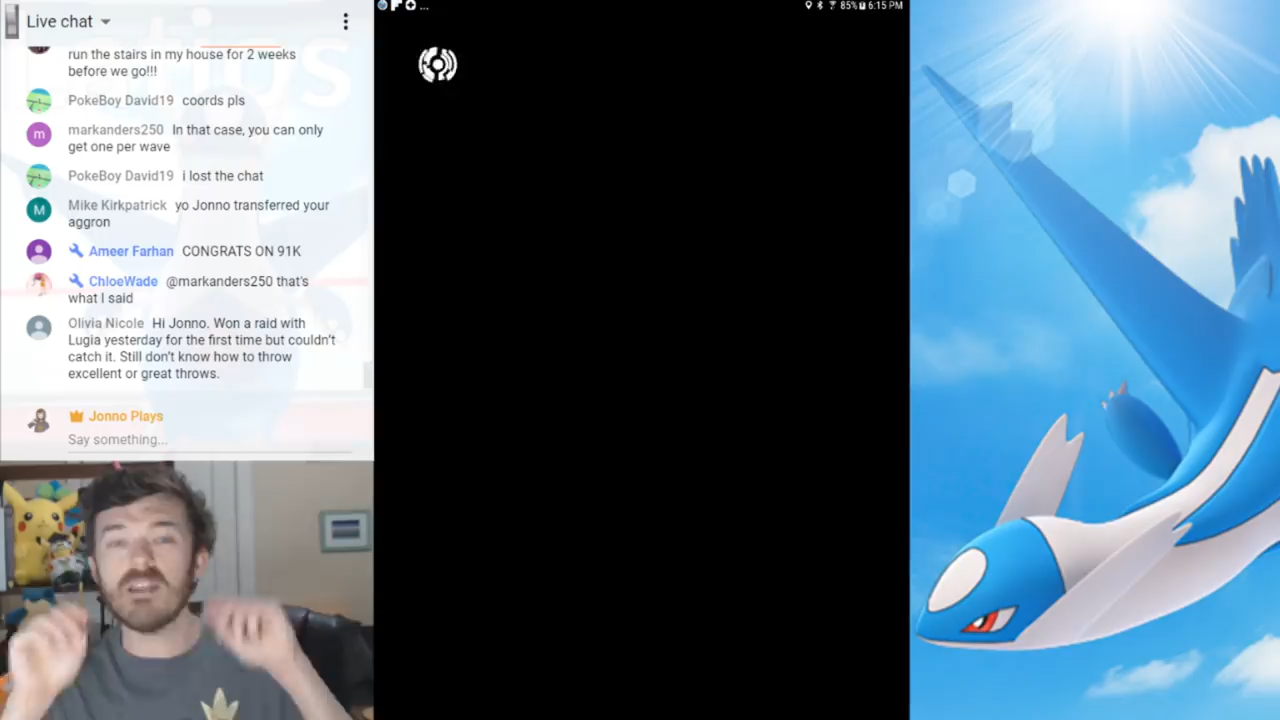 Live chat
... 85% 6:15 PM
run the stairs in my house for 2 weeks
before we go!!!
PokeBoy David19 coords pls
markanders250 In that case, you can only
get one per wave
PokeBoy David19 i lost the chat
m
Mike Kirkpatrick yo Jonno transferred your
aggron
M
Ameer Farhan CONGRATS ON 91K
ChloeWade @markanders250 that's
what I said
Olivia Nicole Hi Jonno. Won a raid with
Lugia yesterday for the first time but couldn't
catch it. Still don't know how to throw
excellent or great throws.
Jonno Plays
Say something...